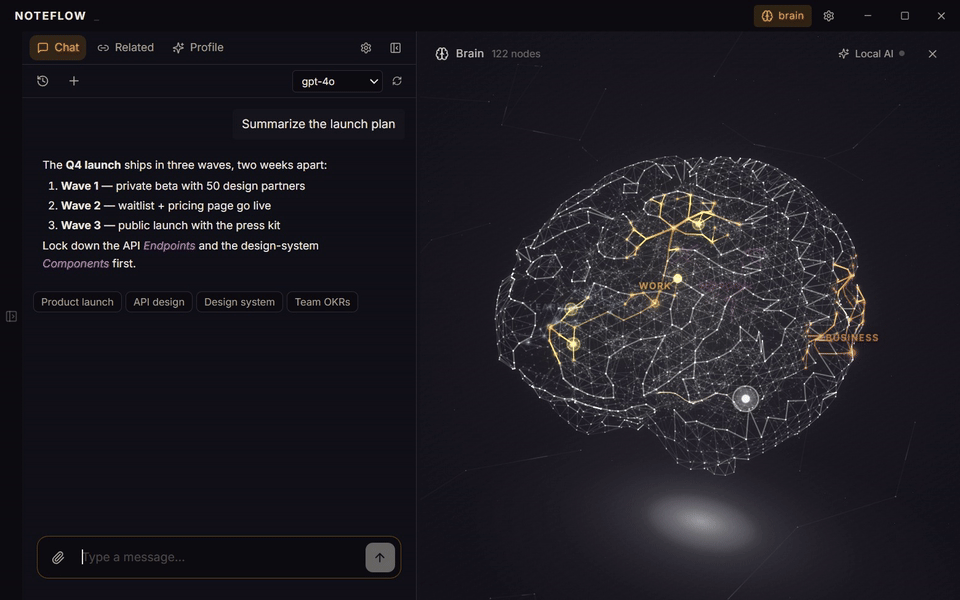 NOTEFLOW _
brain
Chat
Related
Profile
Brain 122 nodes
Local AI
gpt-4o
Summarize the launch plan
The Q4 launch ships in three waves, two weeks apart:
1. Wave 1 — private beta with 50 design partners
2. Wave 2 — waitlist + pricing page go live
3. Wave 3 — public launch with the press kit
Lock down the API Endpoints and the design-system
Components first.
Product launch
API design
Design system
Team OKRs
WORK
BUSINESS
Type a message...